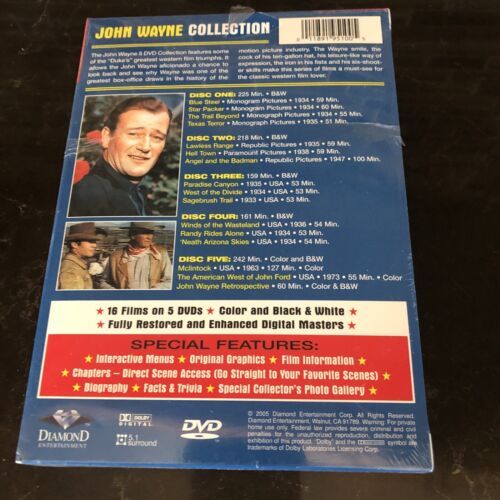 JOHN WAYNE COLLECTION
The John Wayne 5 DVD Collection features some
of the "Duke's" greatest western film triumphs. It
allows the John Wayne aficionado a chance to
look back and see why Wayne was one of the
greatest box-office draws in the history of the
motion picture industry. The Wayne smile, the
cock of his ten-gallon hat, his leisure-like way of
expression, the iron in his fists and his six-shoot-
er skills make this series of films a must-see for
the classic western film lover.
DISC ONE: 225 Min. • B&W
Blue Steel • Monogram Pictures • 1934 • 59 Min.
Star Packer • Monogram Pictures • 1934 • 60 Min.
The Trail Beyond • Monograph Pictures • 1934 • 55 Min.
Texas Terror • Monograph Pictures • 1935 • 51 Min.
DISC TWO: 218 Min. • B&W
Lawless Range • Republic Pictures • 1935 • 59 Min.
Hell Town • Paramount Pictures • 1938 • 59 Min.
Angel and the Badman • Republic Pictures • 1947 • 100 Min.
DISC THREE: 159 Min. • B&W
Paradise Canyon • 1935 • USA • 53 Min.
West of the Divide • 1934 • USA • 53 Min.
Sagebrush Trail • 1933 • USA • 53 Min.
DISC FOUR: 161 Min. • B&W
Winds of the Wasteland • USA • 1936 • 54 Min.
Randy Rides Alone • USA • 1934 • 53 Min.
'Neath Arizona Skies • USA • 1934 • 54 Min.
DISC FIVE: 242 Min. • Color and B&W
Mclintock • USA • 1963 • 127 Min. • Color
The American West of John Ford • USA • 1973 • 55 Min. • Color
John Wayne Retrospective • 60 Min. • Color & B&W
★ 16 Films on 5 DVDs ★ Color and Black & White ★
★ Fully Restored and Enhanced Digital Masters ★
SPECIAL FEATURES:
★ Interactive Menus ★ Original Graphics ★ Film Information ★
Chapters – Direct Scene Access (Go Straight to Your Favorite Scenes) ★
★ Biography ★ Facts & Trivia ★ Special Collector's Photo Gallery ★
DIAMOND
ENTERTAINMENT
DOLBY
DIGITAL
5.1
surround
DVD
© 2005 Diamond Entertainment Corp. All Rights Reserved. Diamond
Entertainment, Walnut, CA 91789. Warning: For private
home use only. Federal law provides severe civil and criminal
penalties for the unauthorized reproduction, distribution and
exhibition of this product. 'Dolby' and the symbol are
trademarks of Dolby Laboratories Licensing Corp.